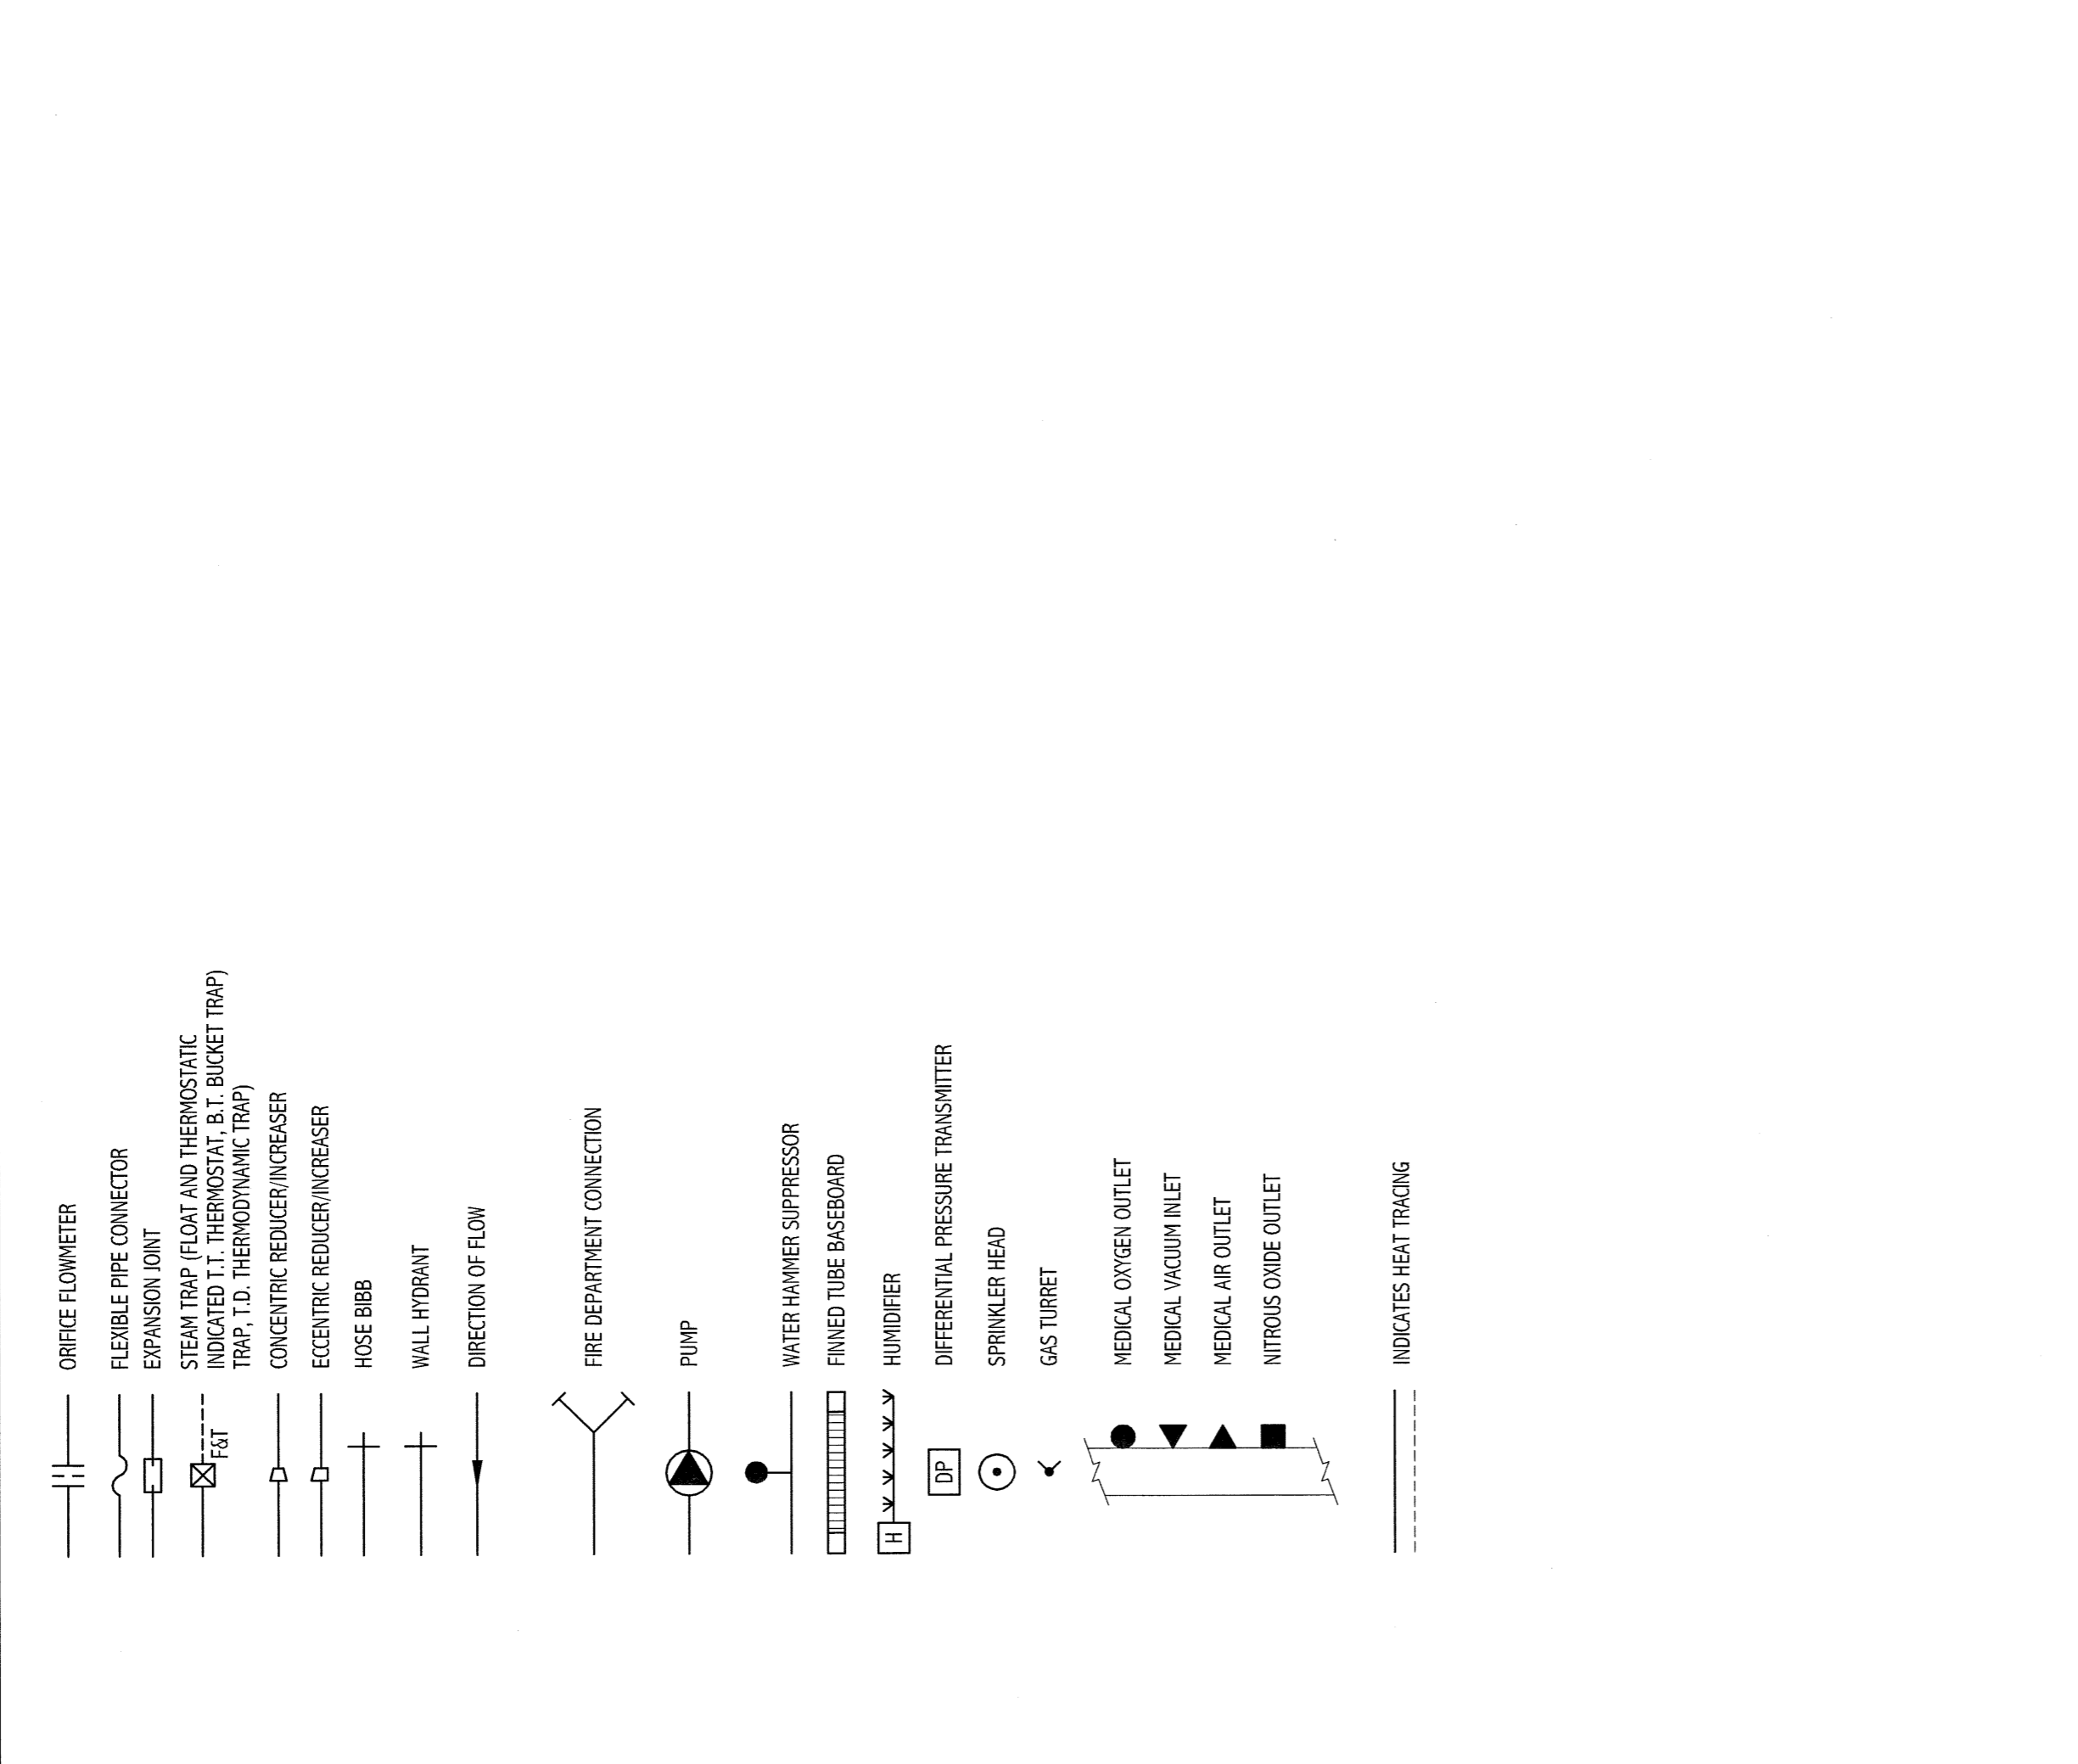 ORIFICE FLOWMETER
FLEXIBLE PIPE CONNECTOR
EXPANSION JOINT
STEAM TRAP (FLOAT AND THERMOSTATIC
INDICATED T.T. THERMOSTAT, B.T. BUCKET TRAP)
TRAP, T.D. THERMODYNAMIC TRAP)
F&T
CONCENTRIC REDUCER/INCREASER
ECCENTRIC REDUCER/INCREASER
HOSE BIBB
WALL HYDRANT
DIRECTION OF FLOW
FIRE DEPARTMENT CONNECTION
PUMP
WATER HAMMER SUPPRESSOR
FINNED TUBE BASEBOARD
H
HUMIDIFIER
DP
DIFFERENTIAL PRESSURE TRANSMITTER
SPRINKLER HEAD
GAS TURRET
MEDICAL OXYGEN OUTLET
MEDICAL VACUUM INLET
MEDICAL AIR OUTLET
NITROUS OXIDE OUTLET
INDICATES HEAT TRACING